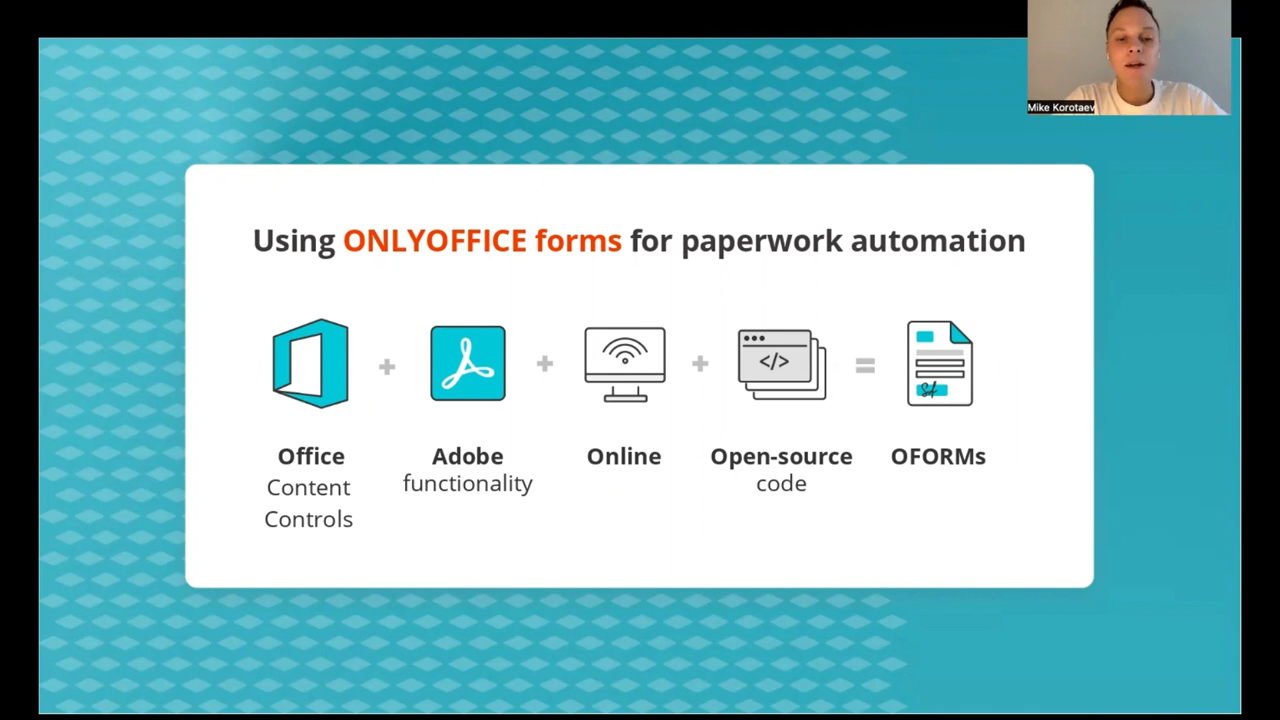 Mike Korotaev
Using ONLYOFFICE forms for paperwork automation
Office
Content
Controls
Adobe
functionality
Online
Open-source
code
OFORMs